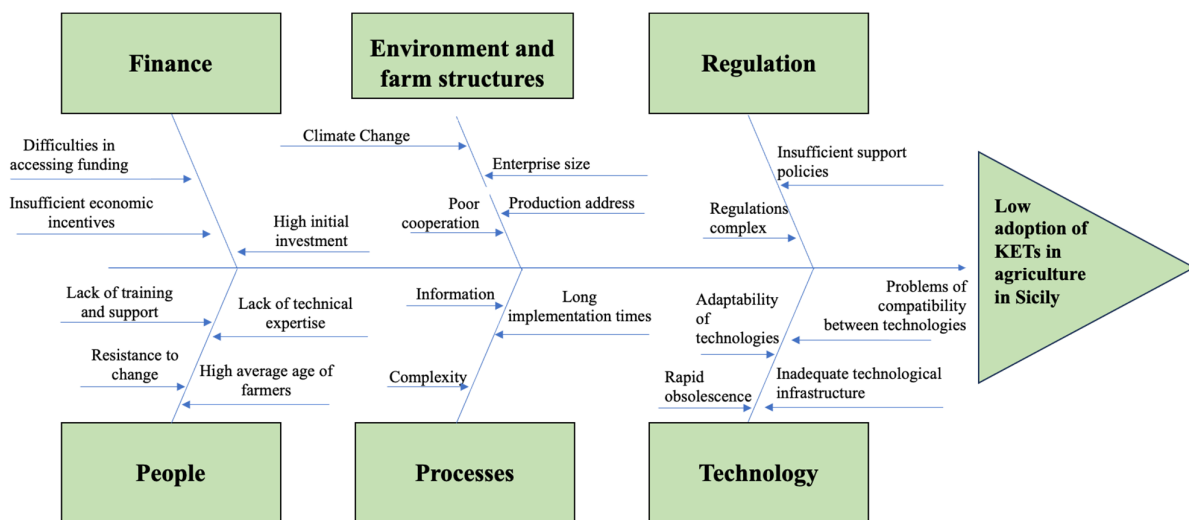 Finance
Environment and
farm structures
Regulation
Difficulties in
accessing funding
Insufficient economic
incentives
High initial
investment
Climate Change
Enterprise size
Poor
cooperation
Production address
Insufficient support
policies
Regulations
complex
Low
adoption of
KETs in
agriculture
in Sicily
Lack of training
and support
Lack of technical
expertise
Resistance to
change
High average age of
farmers
Information
Long
implementation times
Complexity
Adaptability
of
technologies
Problems of
compatibility
between technologies
Rapid
obsolescence
Inadequate technological
infrastructure
People
Processes
Technology